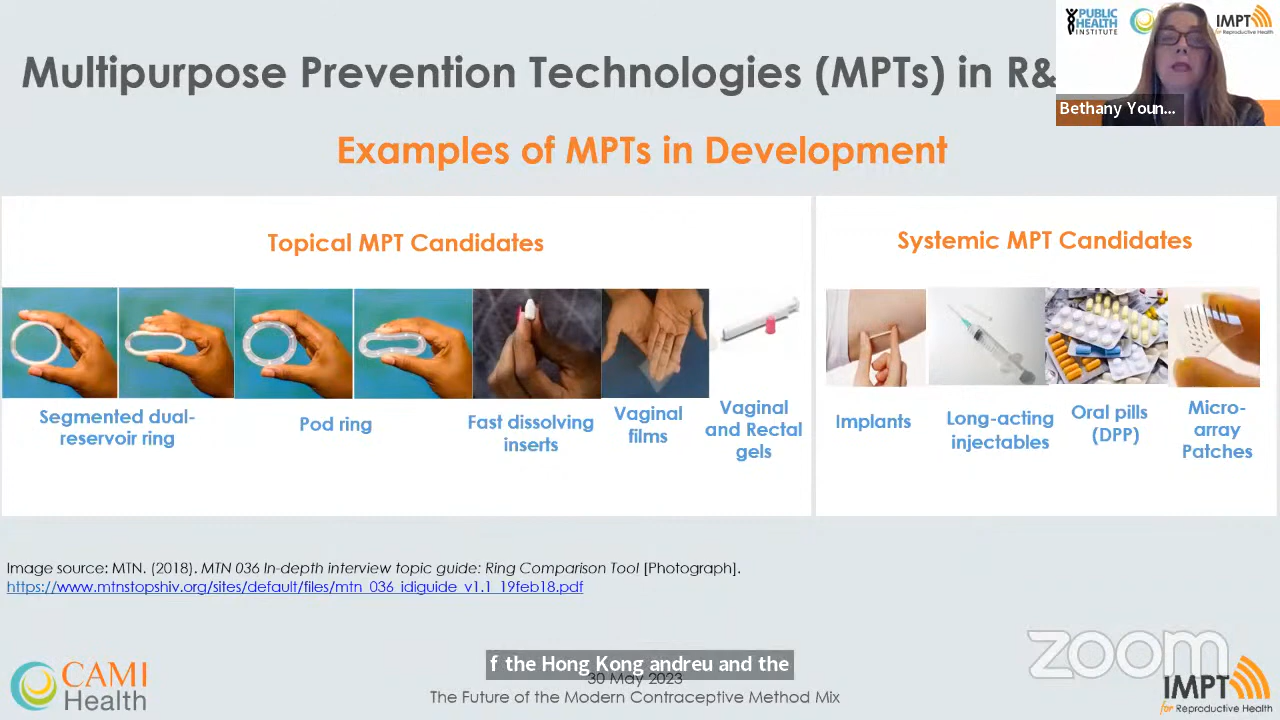 PUBLIC
HEALTH
INSTITUTE
IMPT
for Reproductive Health
Bethany Youn...
Multipurpose Prevention Technologies (MPTs) in R&
Examples of MPTs in Development
Topical MPT Candidates
Segmented dual-
reservoir ring
Pod ring
Fast dissolving
inserts
Vaginal
films
Vaginal
and Rectal
gels
Systemic MPT Candidates
Implants
Long-acting
injectables
Oral pills
(DPP)
Micro-
array
Patches
Image source: MTN. (2018). MTN 036 In-depth interview topic guide: Ring Comparison Tool [Photograph].
https://www.mtnstopshiv.org/sites/default/files/mtn_036_idiguide_v1.1_19feb18.pdf
f the Hong Kong andreu and the
30 May 2023
The Future of the Modern Contraceptive Method Mix
CAMI
Health
zoom
IMPT
for Reproductive Health